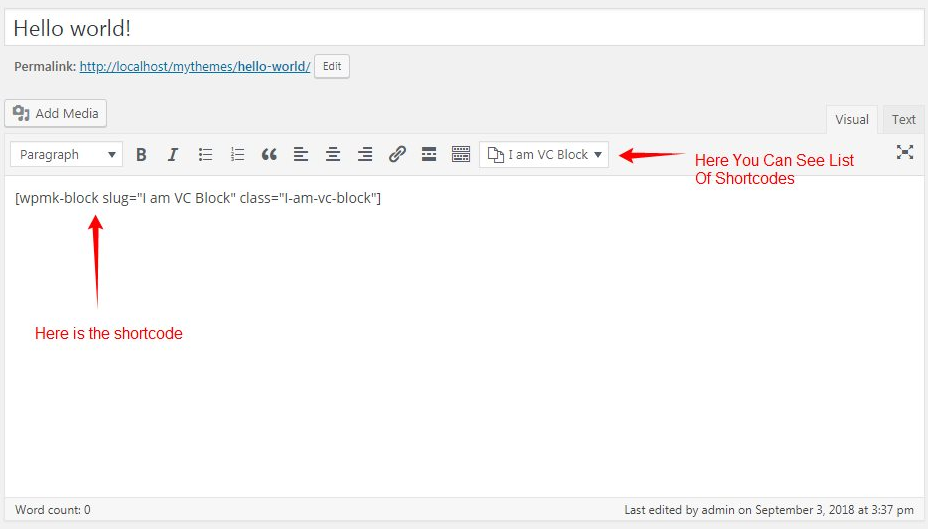 Hello world!
Permalink: http://localhost/mythemes/hello-world/ Edit
Add Media
Visual Text
Paragraph B I I am VC Block
Here You Can See List
Of Shortcodes
[wpmk-block slug="I am VC Block" class="I-am-vc-block"]
Here is the shortcode
Word count: 0 Last edited by admin on September 3, 2018 at 3:37 pm